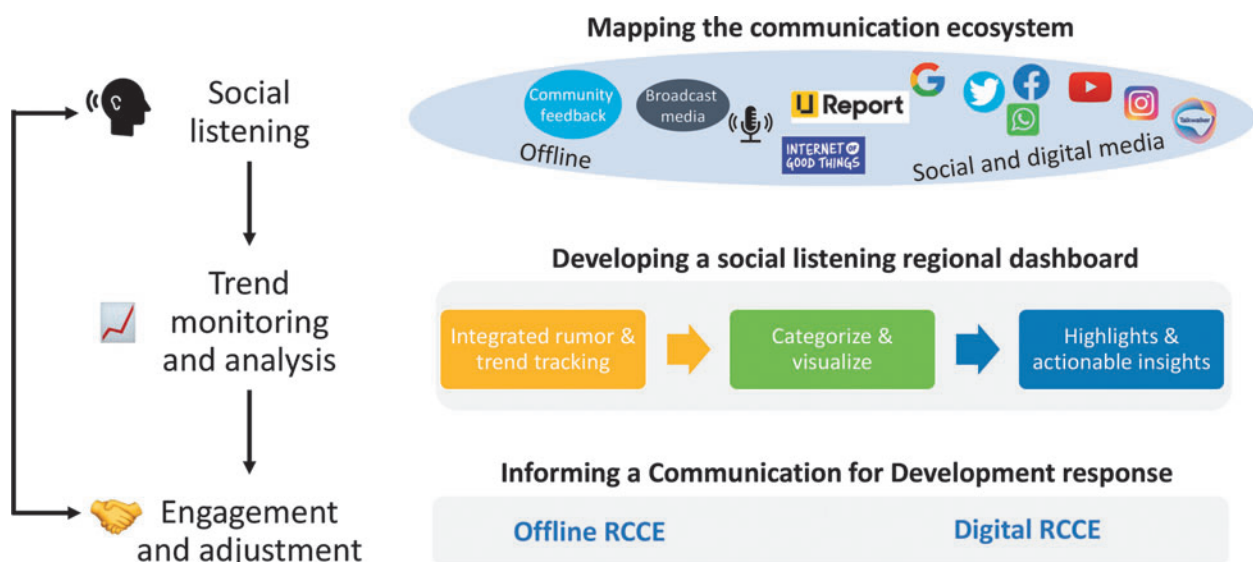 Mapping the communication ecosystem
Social
listening
Community
feedback
Broadcast
media
Offline
U Report
INTERNET OF
GOOD THINGS
G
Social and digital media
Talkwalker
Developing a social listening regional dashboard
Trend
monitoring
and analysis
Integrated rumor &
trend tracking
Categorize &
visualize
Highlights &
actionable insights
Informing a Communication for Development response
Engagement
and adjustment
Offline RCCE
Digital RCCE